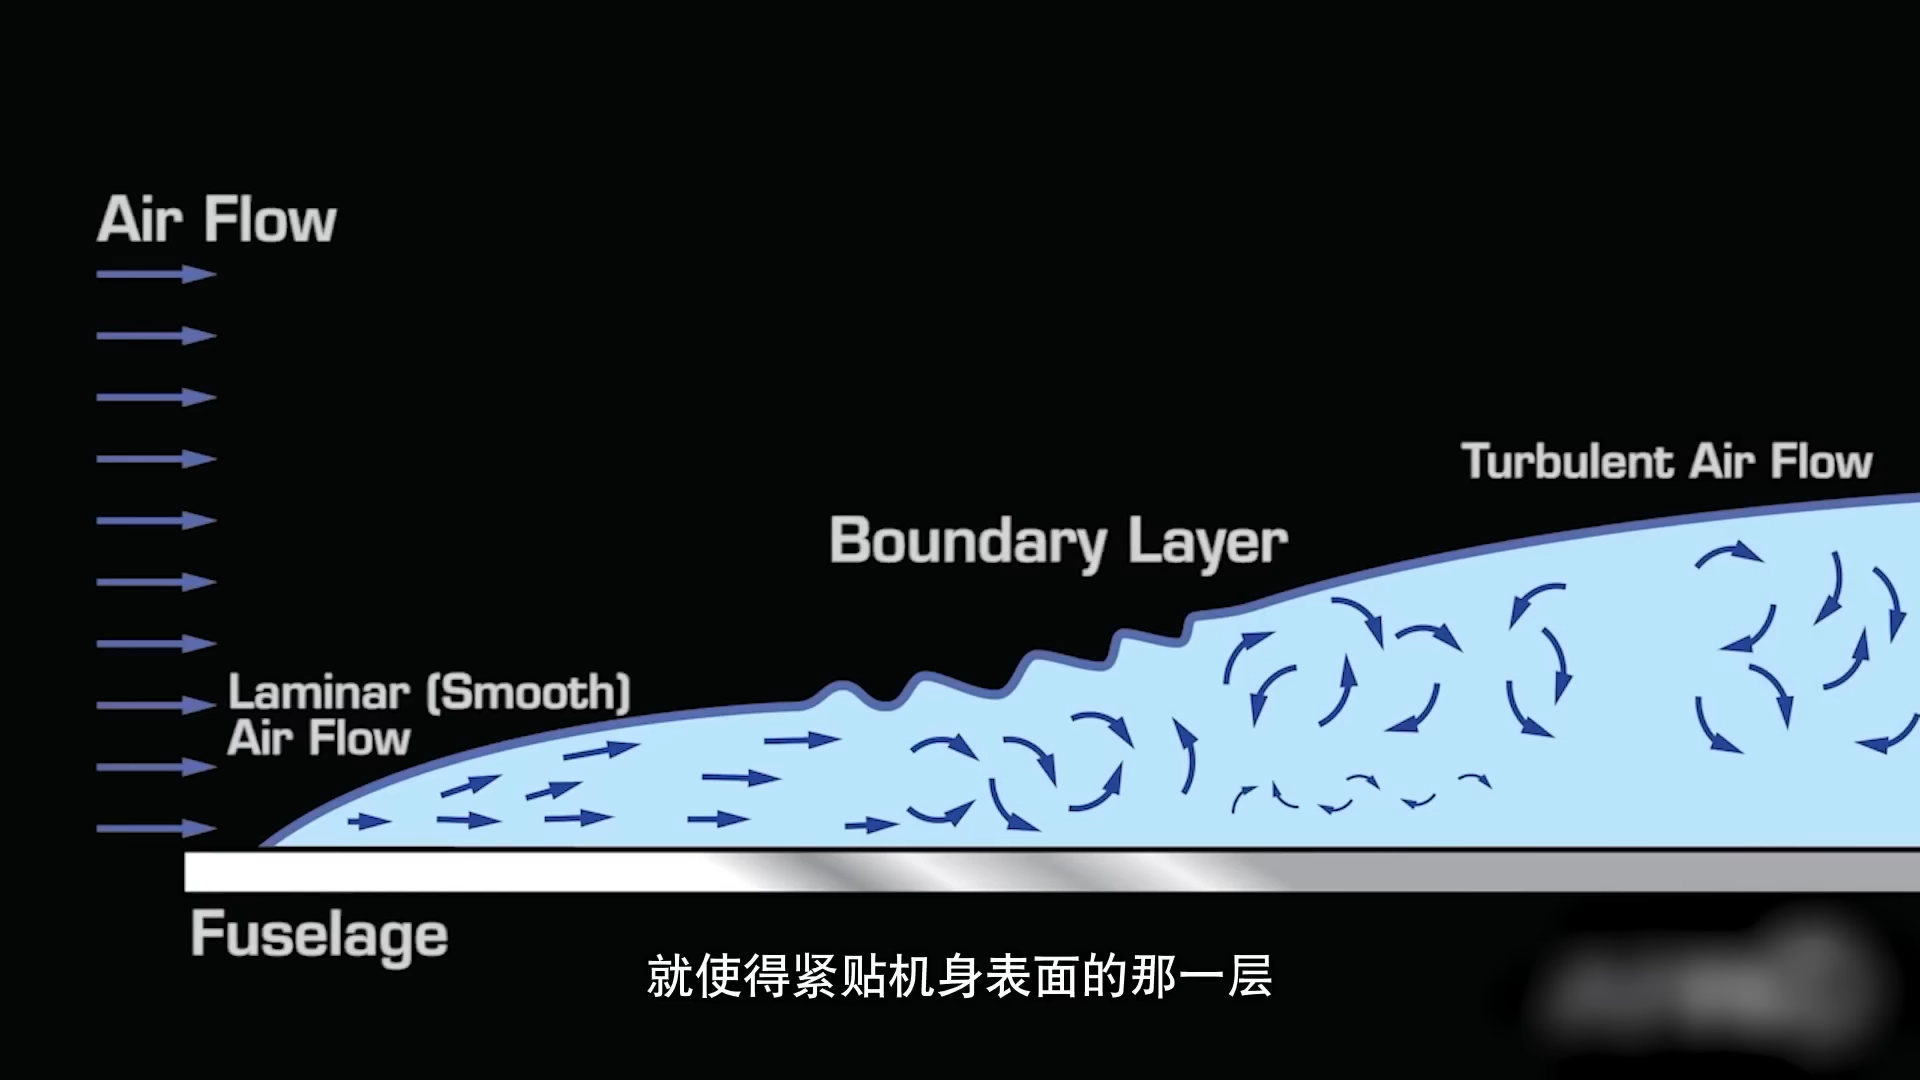 Air Flow
Turbulent Air Flow
Boundary Layer
Laminar (Smooth)
Air Flow
Fuselage
就使得紧贴机身表面的那一层